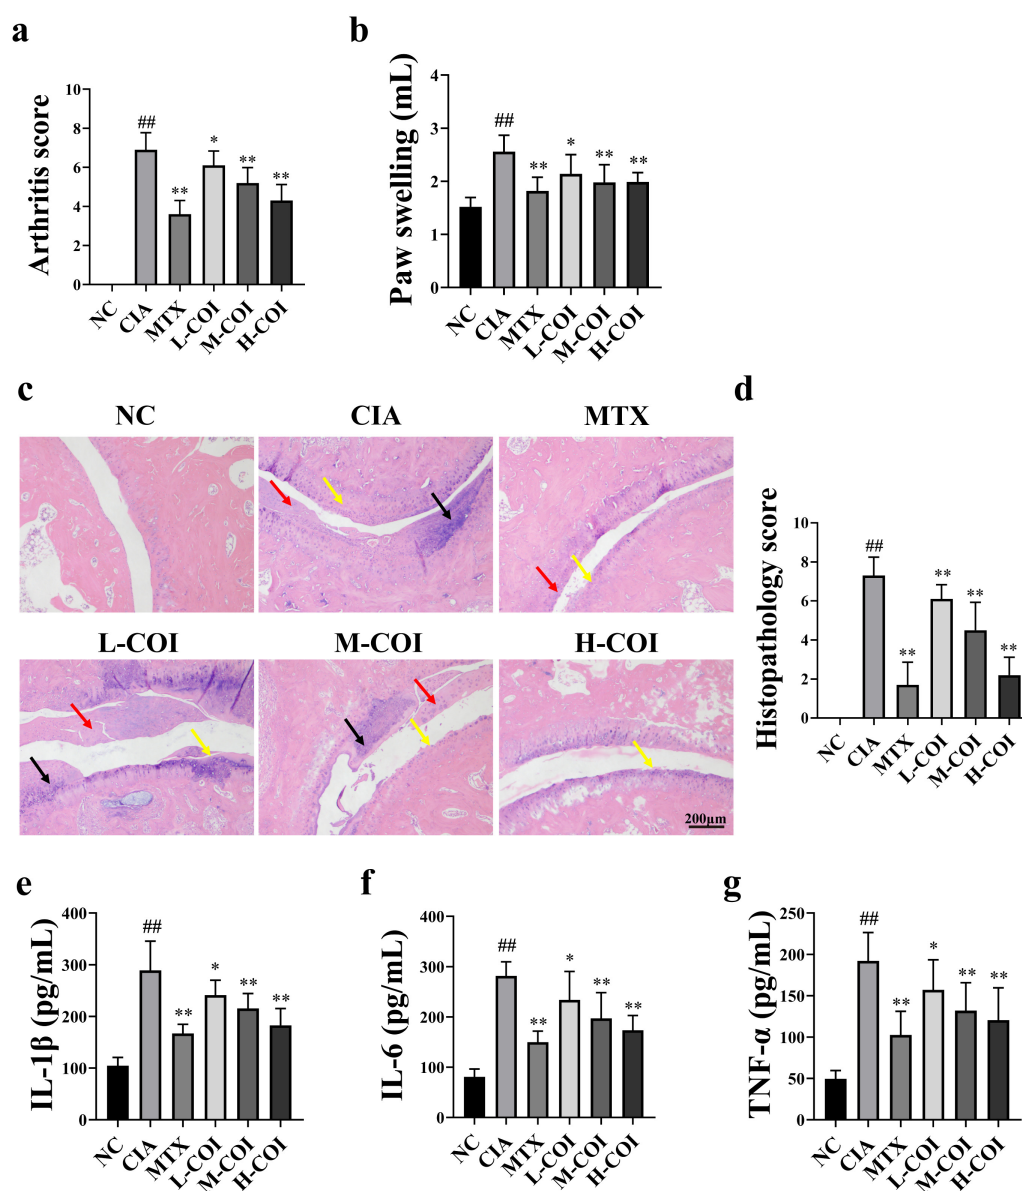 a
Arthritis score
10
8
6
4
2
0
##
**
*
**
**
NC
CIA
MTX
L-COI
M-COI
H-COI
b
Paw swelling (mL)
4
3
2
1
0
##
**
*
**
**
NC
CIA
MTX
L-COI
M-COI
H-COI
c
NC
CIA
MTX
L-COI
M-COI
H-COI
200μm
d
Histopathology score
10
8
6
4
2
0
##
**
**
**
**
NC
CIA
MTX
L-COI
M-COI
H-COI
e
IL-1β (pg/mL)
400
300
200
100
0
##
**
*
**
**
NC
CIA
MTX
L-COI
M-COI
H-COI
f
IL-6 (pg/mL)
400
300
200
100
0
##
**
*
**
**
NC
CIA
MTX
L-COI
M-COI
H-COI
g
TNF-α (pg/mL)
250
200
150
100
50
0
##
**
*
**
**
NC
CIA
MTX
L-COI
M-COI
H-COI